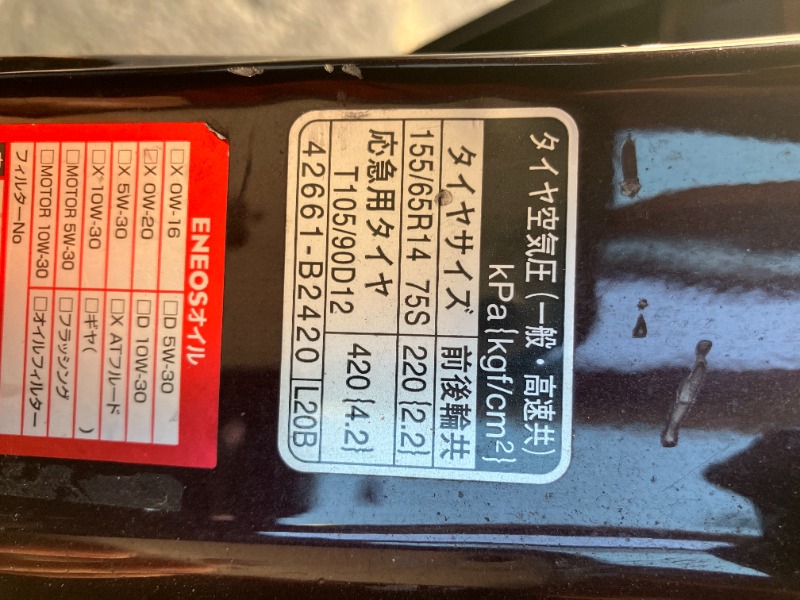 タイヤ空気圧(一般・高速共)
kPa{kgf/cm²}
タイヤサイズ 前後輪共
155/65R14 75S 220{2.2}
応急用タイヤ
T105/90D12 420{4.2}
42661-B2420 L20B
ENEOSオイル
□X 0W-16 □D 5W-30
☑X 0W-20 □D 10W-30
□X 5W-30 □X ATフルード
□X 10W-30 □ギヤ( )
□MOTOR 5W-30 □フラッシング
□MOTOR 10W-30 □オイルフィルター
フィルターNo